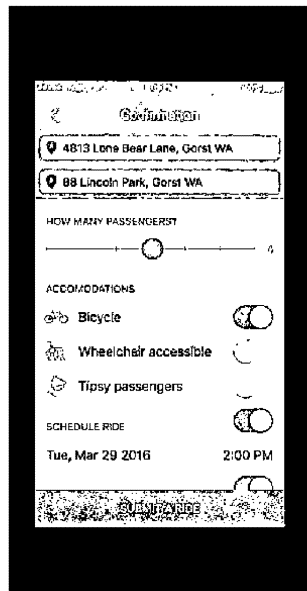 Confirmation
4813 Lone Bear Lane, Gorst WA
88 Lincoln Park, Gorst WA
HOW MANY PASSENGERS?
4
ACCOMODATIONS
Bicycle
Wheelchair accessible
Tipsy passengers
SCHEDULE RIDE
Tue, Mar 29 2016
2:00 PM
SUBMIT A RIDE